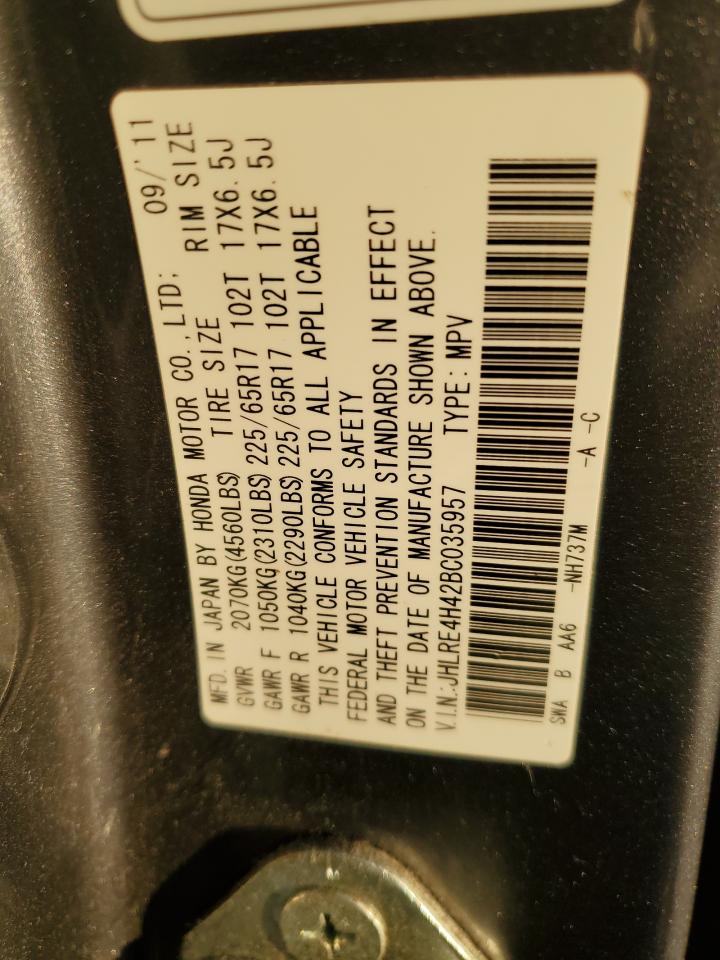 MFD. IN JAPAN BY HONDA MOTOR CO.,LTD; 09/'11
GVWR 2070KG(4560LBS) TIRE SIZE RIM SIZE
GAWR F 1050KG(2310LBS) 225/65R17 102T 17X6.5J
GAWR R 1040KG(2290LBS) 225/65R17 102T 17X6.5J
THIS VEHICLE CONFORMS TO ALL APPLICABLE
FEDERAL MOTOR VEHICLE SAFETY
AND THEFT PREVENTION STANDARDS IN EFFECT
ON THE DATE OF MANUFACTURE SHOWN ABOVE.
V.I.N.:JHLRE4H42BC035957 TYPE: MPV
SWA B AA6 -NH737M -A -C